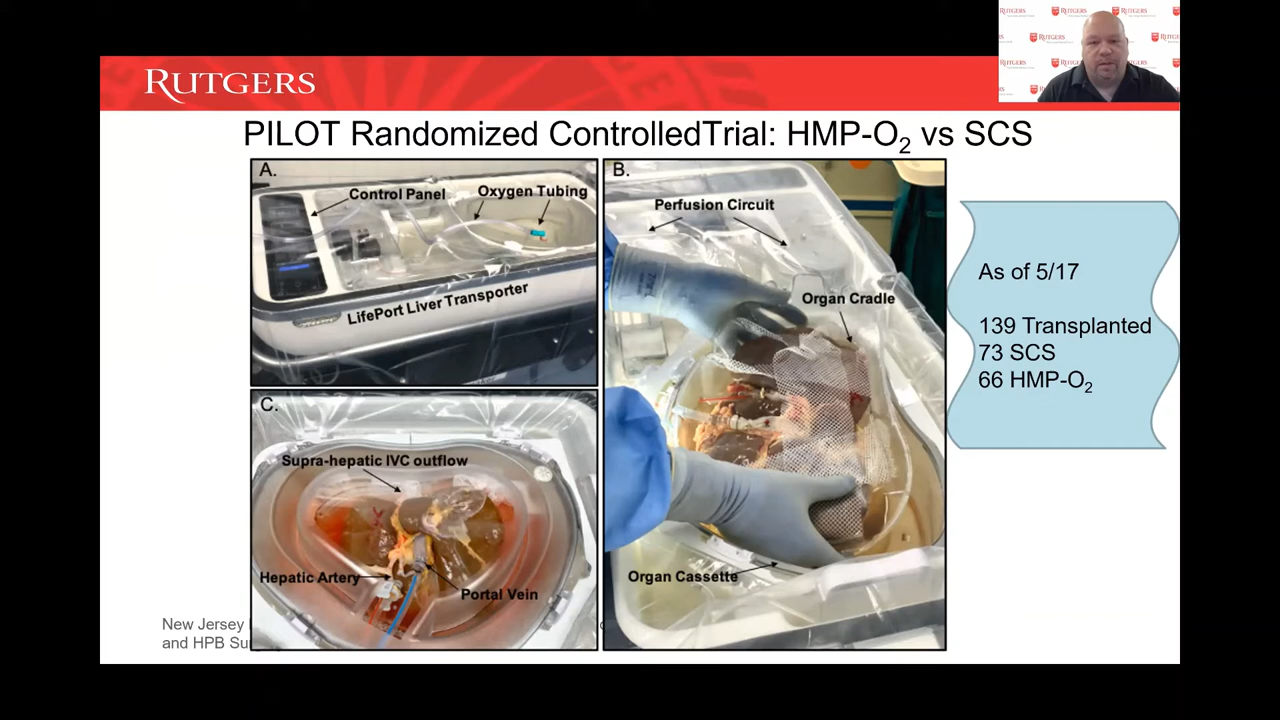 RUTGERS
PILOT Randomized ControlledTrial: HMP-O₂ vs SCS
A.
Control Panel
Oxygen Tubing
LifePort Liver Transporter
B.
Perfusion Circuit
Organ Cradle
Organ Cassette
C.
Supra-hepatic IVC outflow
Hepatic Artery
Portal Vein
As of 5/17
139 Transplanted
73 SCS
66 HMP-O₂
New Jersey
and HPB
RUTGERS